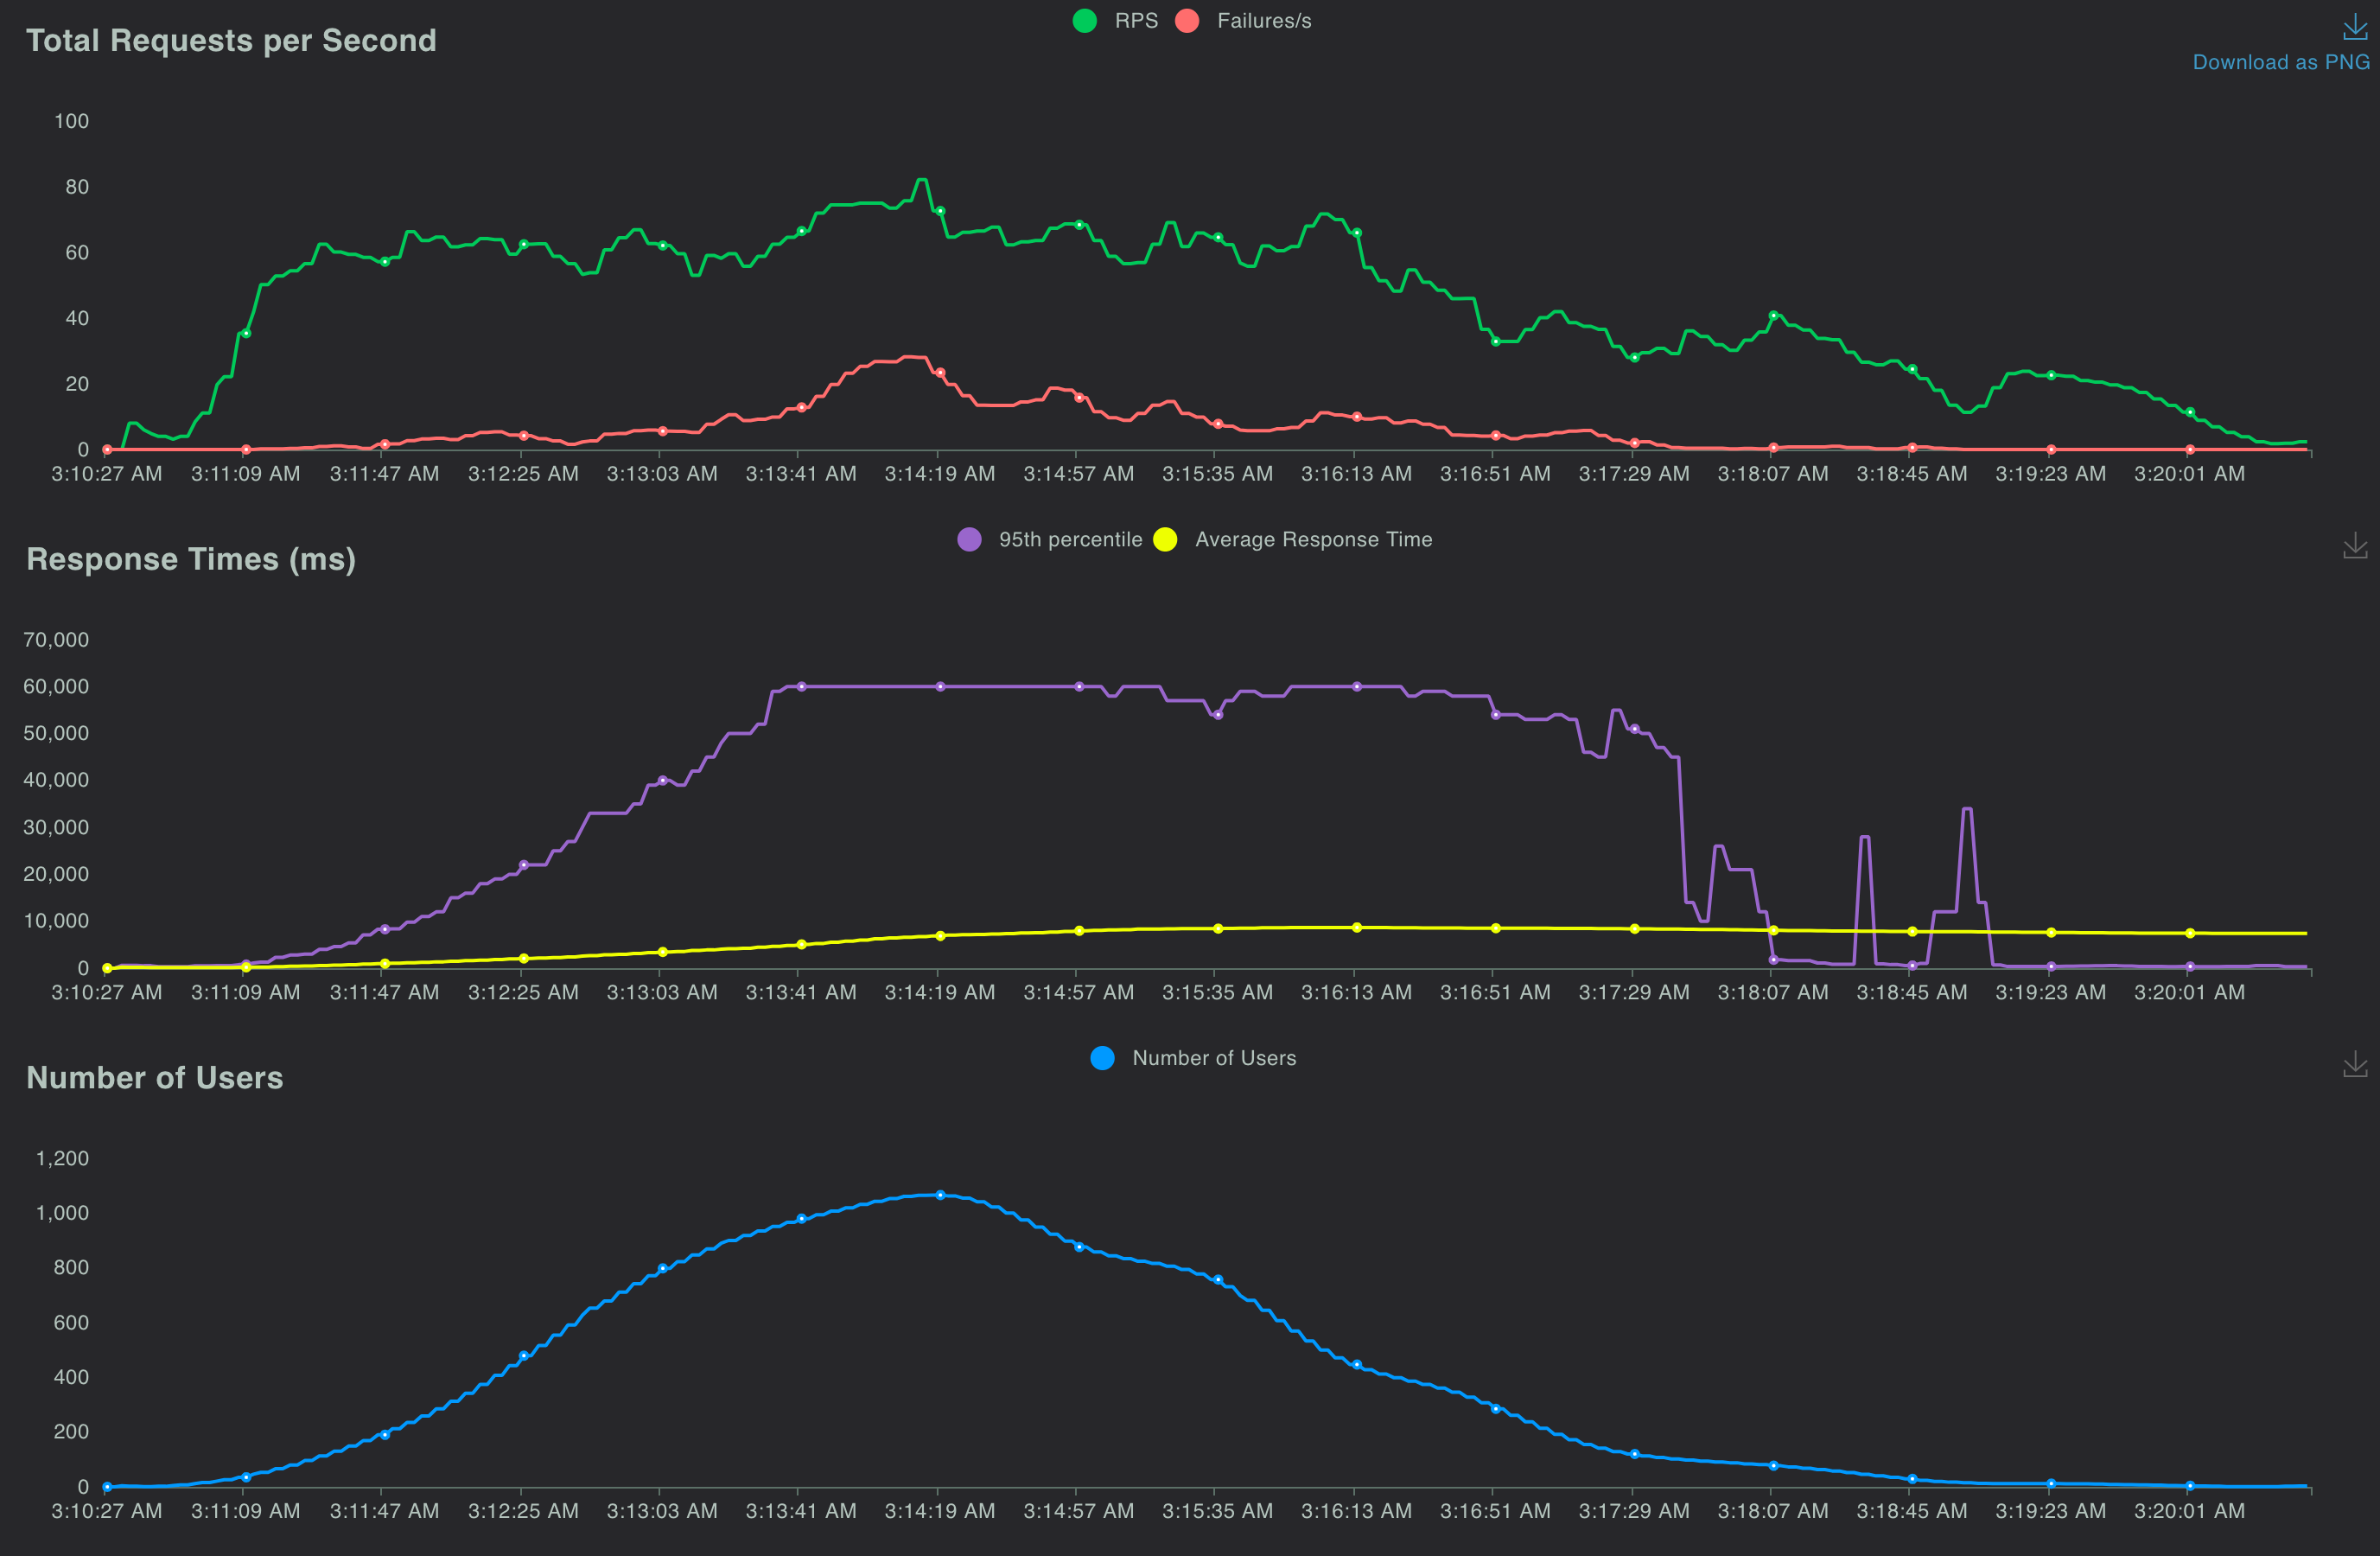 RPS Failures/s
Total Requests per Second
Download as PNG
100
80
60
40
20
0
3:10:27 AM 3:11:09 AM 3:11:47 AM 3:12:25 AM 3:13:03 AM 3:13:41 AM 3:14:19 AM 3:14:57 AM 3:15:35 AM 3:16:13 AM 3:16:51 AM 3:17:29 AM 3:18:07 AM 3:18:45 AM 3:19:23 AM 3:20:01 AM
95th percentile Average Response Time
Response Times (ms)
70,000
60,000
50,000
40,000
30,000
20,000
10,000
0
3:10:27 AM 3:11:09 AM 3:11:47 AM 3:12:25 AM 3:13:03 AM 3:13:41 AM 3:14:19 AM 3:14:57 AM 3:15:35 AM 3:16:13 AM 3:16:51 AM 3:17:29 AM 3:18:07 AM 3:18:45 AM 3:19:23 AM 3:20:01 AM
Number of Users
Number of Users
1,200
1,000
800
600
400
200
0
3:10:27 AM 3:11:09 AM 3:11:47 AM 3:12:25 AM 3:13:03 AM 3:13:41 AM 3:14:19 AM 3:14:57 AM 3:15:35 AM 3:16:13 AM 3:16:51 AM 3:17:29 AM 3:18:07 AM 3:18:45 AM 3:19:23 AM 3:20:01 AM